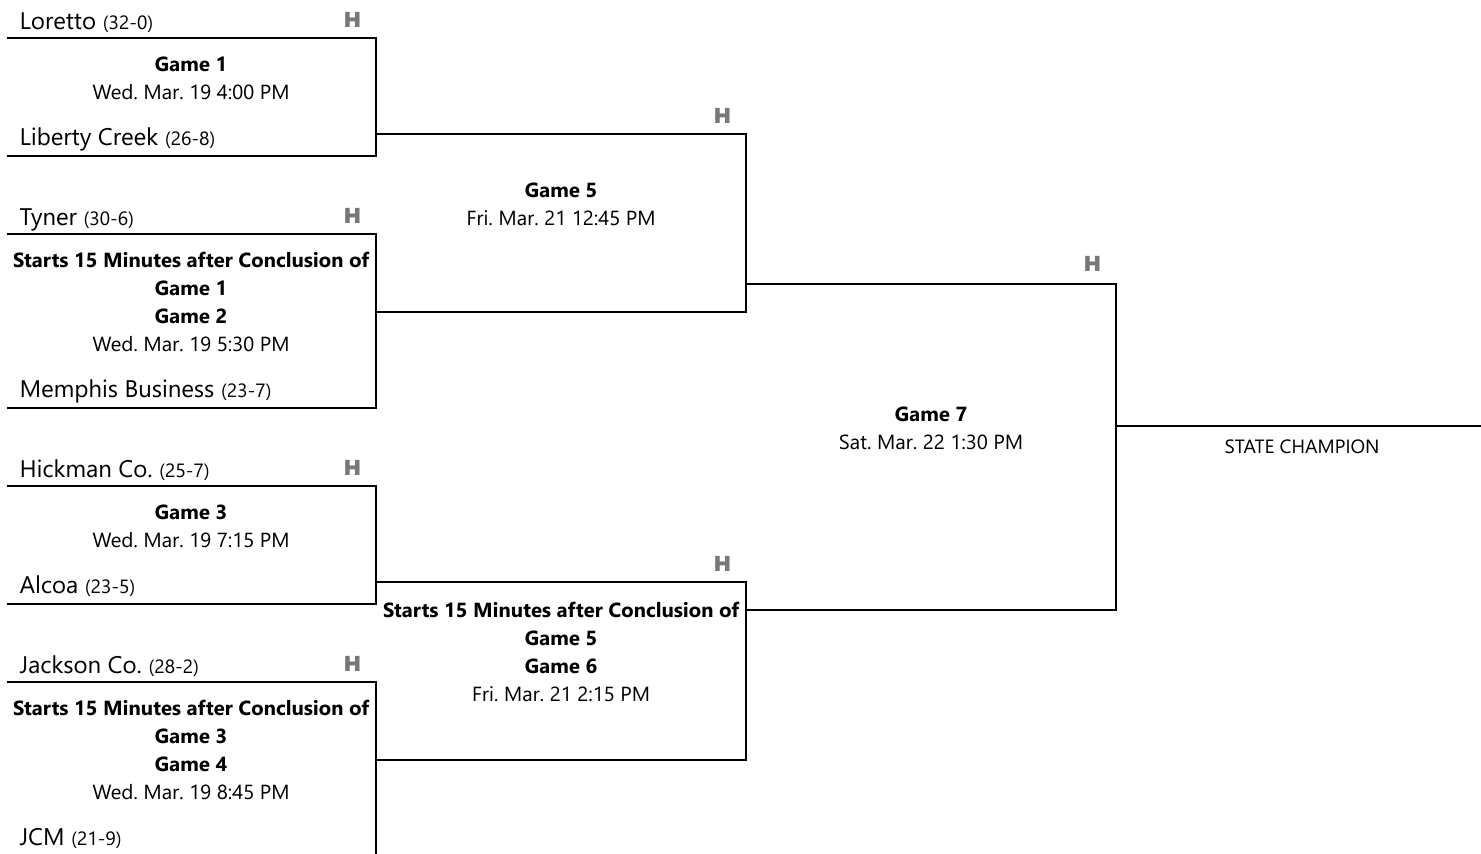 Loretto (32-0) H
Game 1
Wed. Mar. 19 4:00 PM
Liberty Creek (26-8)
H
Game 5
Fri. Mar. 21 12:45 PM
Tyner (30-6) H
Starts 15 Minutes after Conclusion of
Game 1
Game 2
Wed. Mar. 19 5:30 PM
Memphis Business (23-7)
H
Game 7
Sat. Mar. 22 1:30 PM
STATE CHAMPION
Hickman Co. (25-7) H
Game 3
Wed. Mar. 19 7:15 PM
Alcoa (23-5)
H
Starts 15 Minutes after Conclusion of
Game 5
Game 6
Fri. Mar. 21 2:15 PM
Jackson Co. (28-2) H
Starts 15 Minutes after Conclusion of
Game 3
Game 4
Wed. Mar. 19 8:45 PM
JCM (21-9)